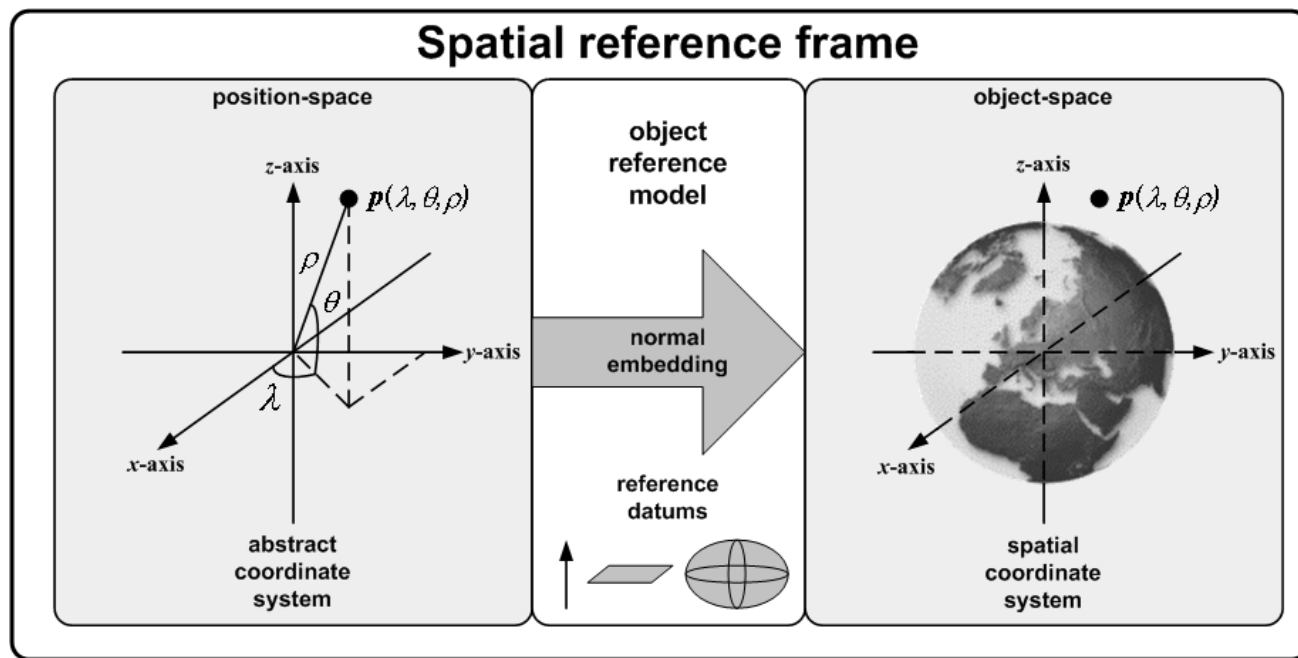 Spatial reference frame
position-space
z-axis
p(λ, θ, ρ)
ρ
θ
y-axis
λ
x-axis
abstract
coordinate
system
object
reference
model
normal
embedding
reference
datums
object-space
z-axis
p(λ, θ, ρ)
y-axis
x-axis
spatial
coordinate
system